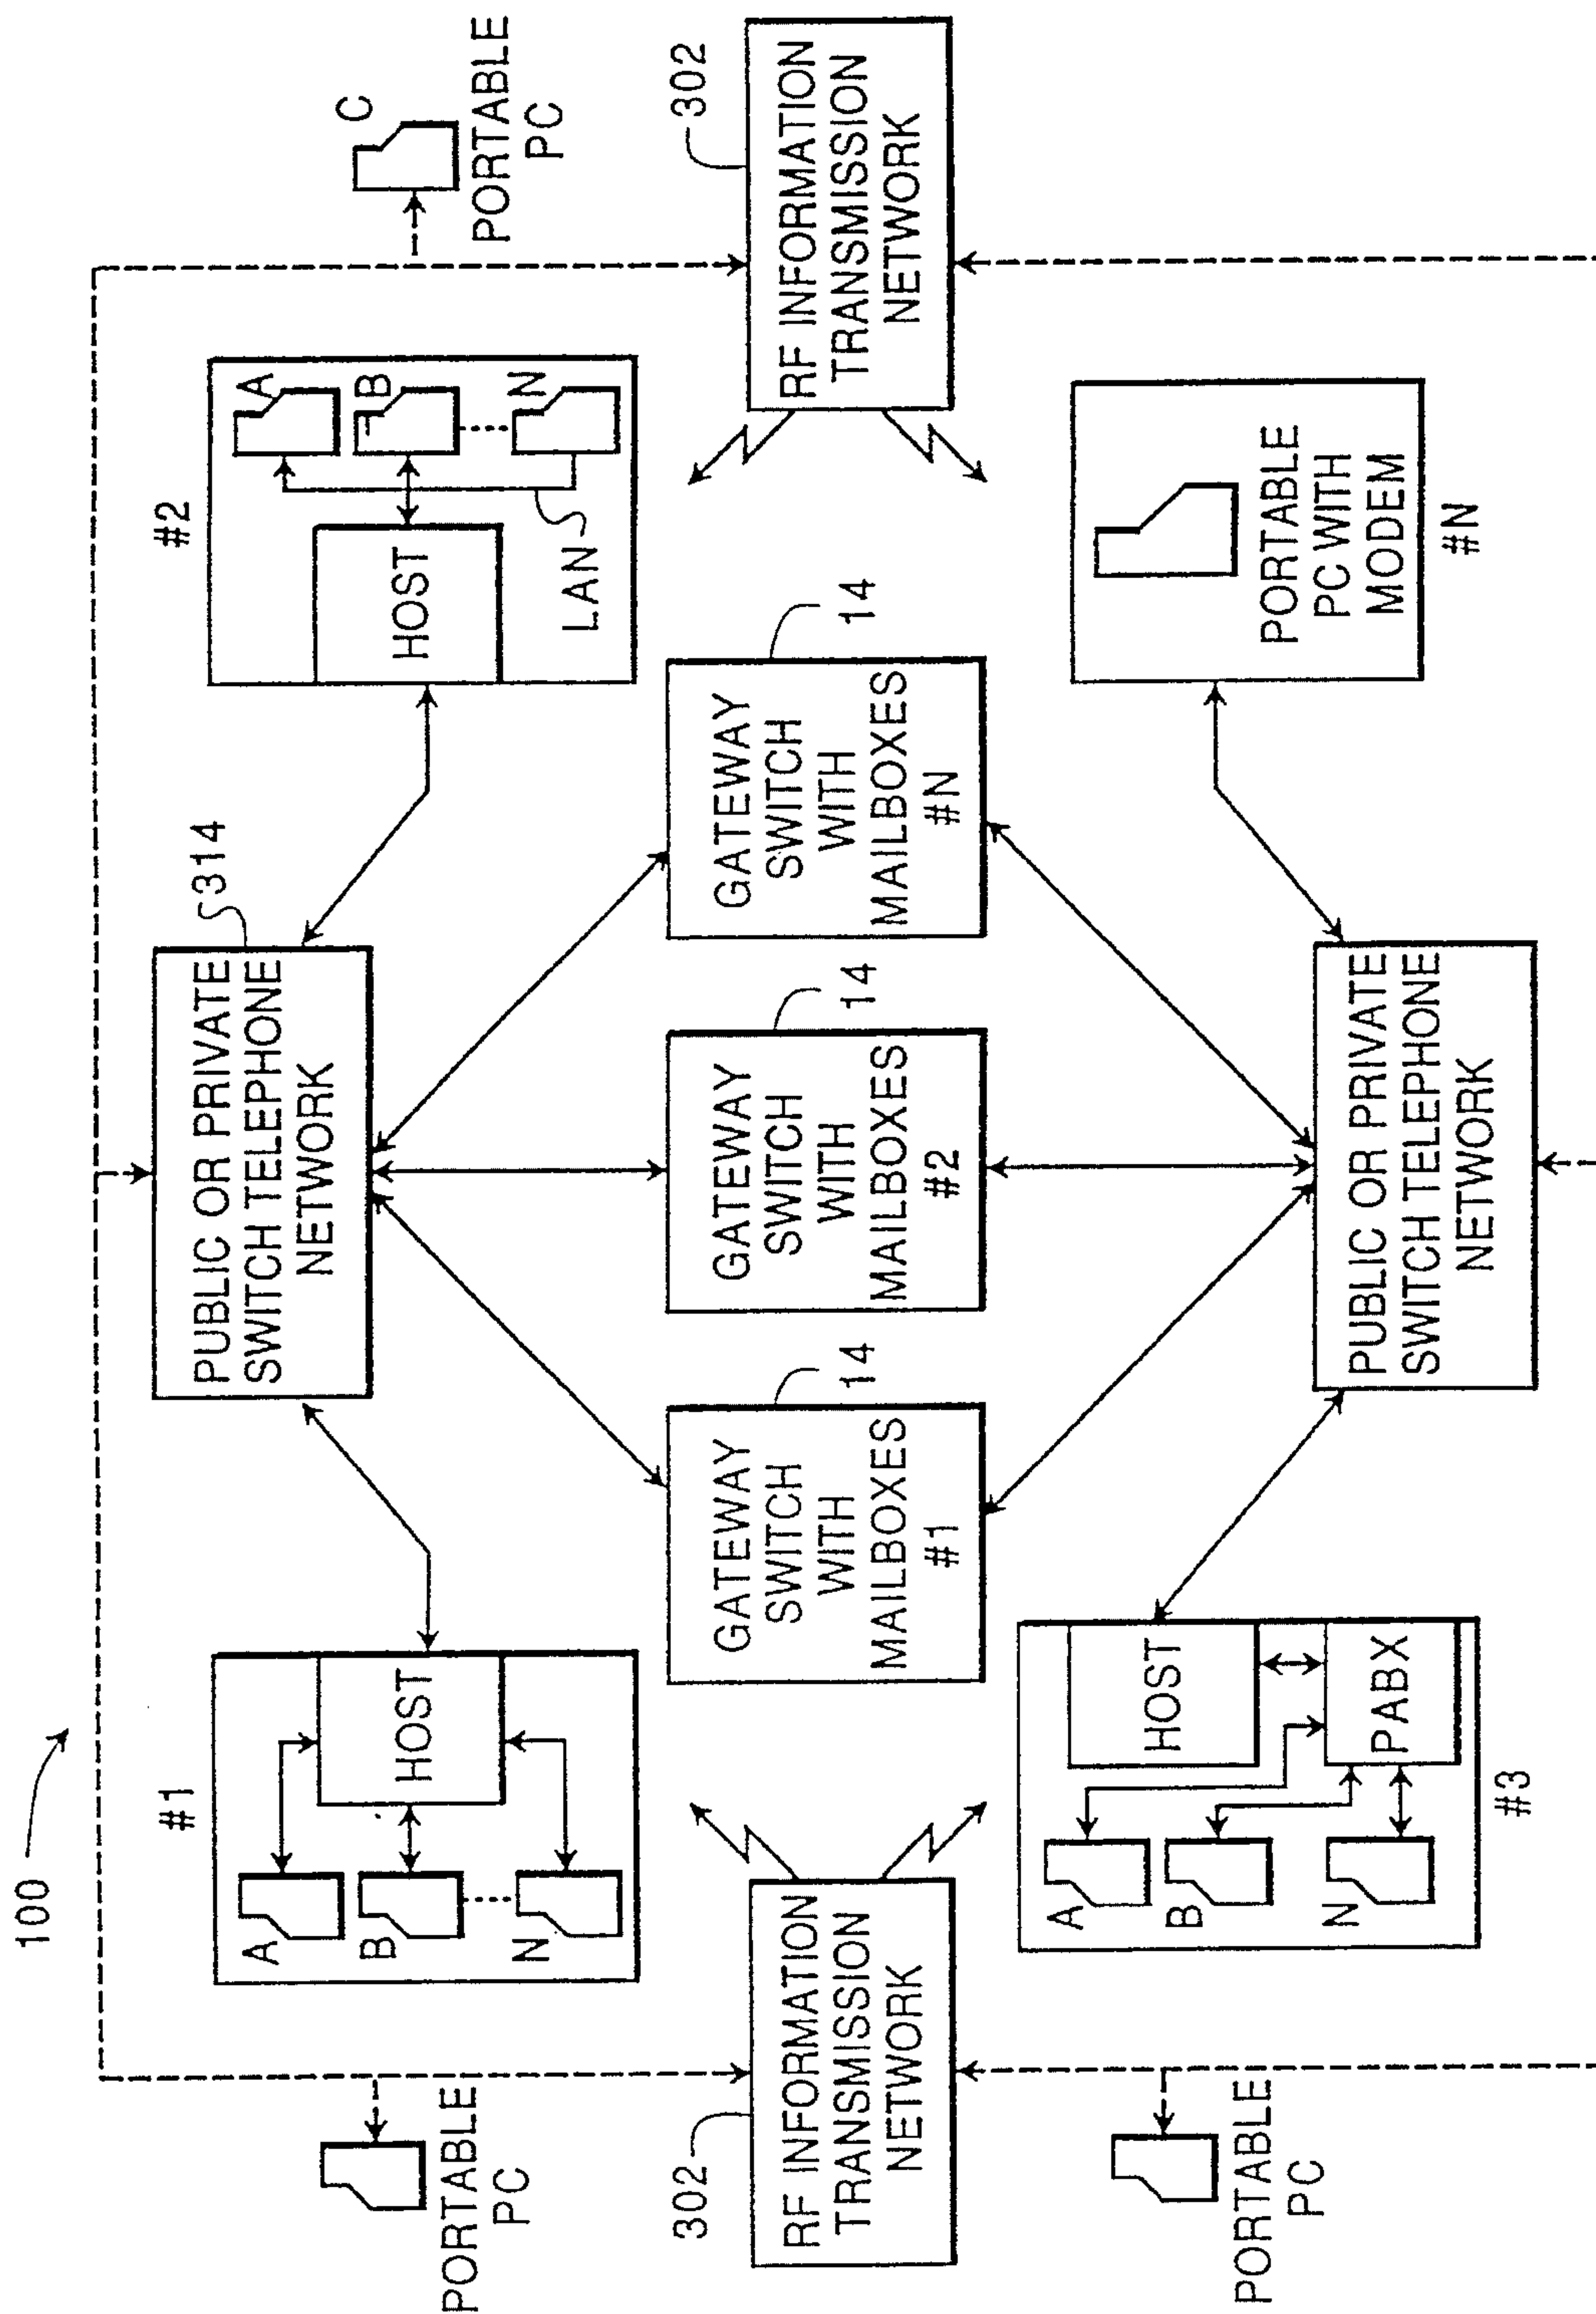 100
PUBLIC OR PRIVATE
SWITCH TELEPHONE
NETWORK
314
PORTABLE
PC
#1
A
B
N
HOST
#2
HOST
A
B
N
LAN
C
PORTABLE
PC
302
RF INFORMATION
TRANSMISSION
NETWORK
GATEWAY
SWITCH
WITH
MAILBOXES
#1
14
GATEWAY
SWITCH
WITH
MAILBOXES
#2
14
GATEWAY
SWITCH
WITH
MAILBOXES
#N
14
302
RF INFORMATION
TRANSMISSION
NETWORK
PORTABLE
PC
A
B
N
HOST
PABX
#3
PUBLIC OR PRIVATE
SWITCH TELEPHONE
NETWORK
PORTABLE
PC WITH
MODEM
#N